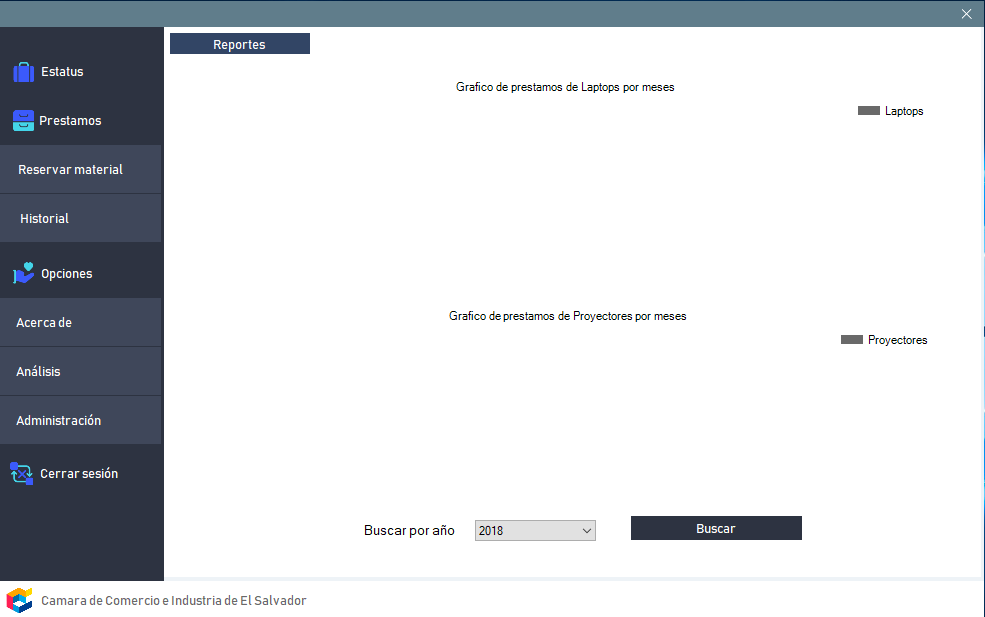 Reportes
Estatus
Prestamos
Reservar material
Historial
Opciones
Acerca de
Análisis
Administración
Cerrar sesión
Grafico de prestamos de Laptops por meses
Laptops
Grafico de prestamos de Proyectores por meses
Proyectores
Buscar por año
2018
Buscar
Camara de Comercio e Industria de El Salvador